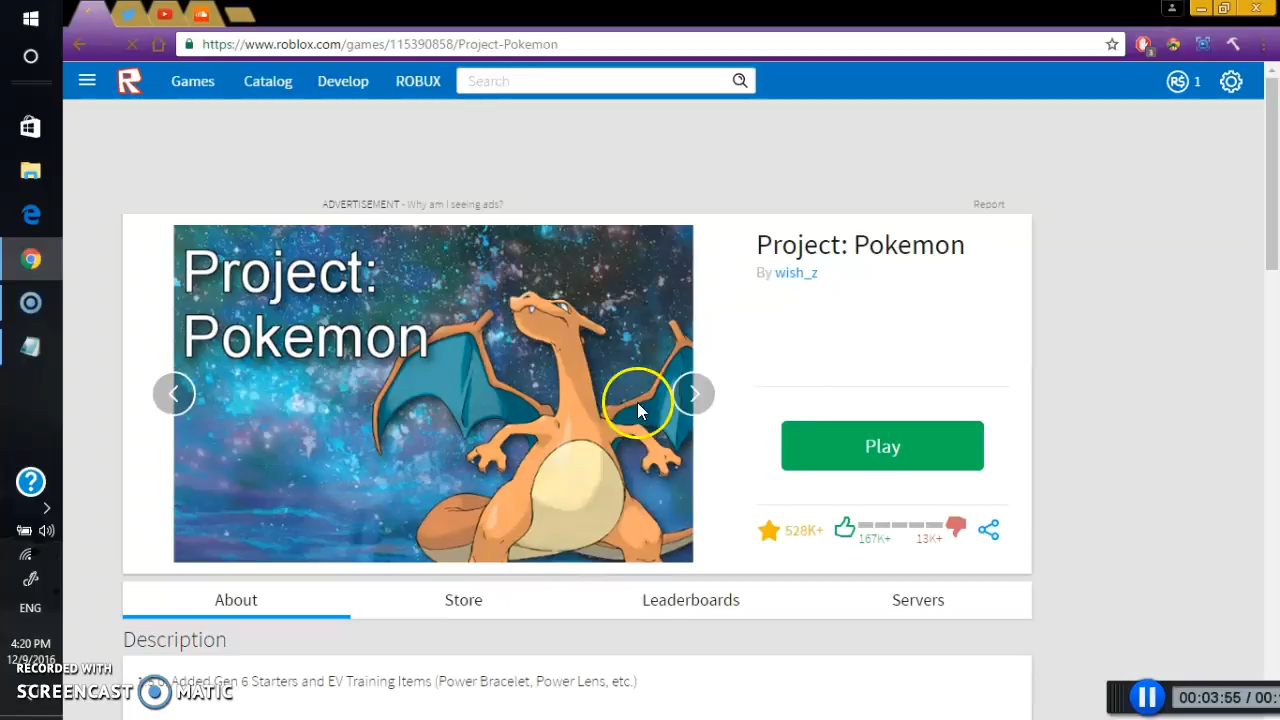 https://www.roblox.com/games/115390858/Project-Pokemon
Games
Catalog
Develop
ROBUX
Search
R$ 1
3
ADVERTISEMENT - Why am I seeing ads?
Report
Project:
Pokemon
Project: Pokemon
By wish_z
Play
528K+
167K+
13K+
About
Store
Leaderboards
Servers
Description
Added Gen 6 Starters and EV Training Items (Power Bracelet, Power Lens, etc.)
ENG
4:20 PM
12/9/2016
RECORDED WITH
SCREENCAST MATIC
00:03:55 / 00: